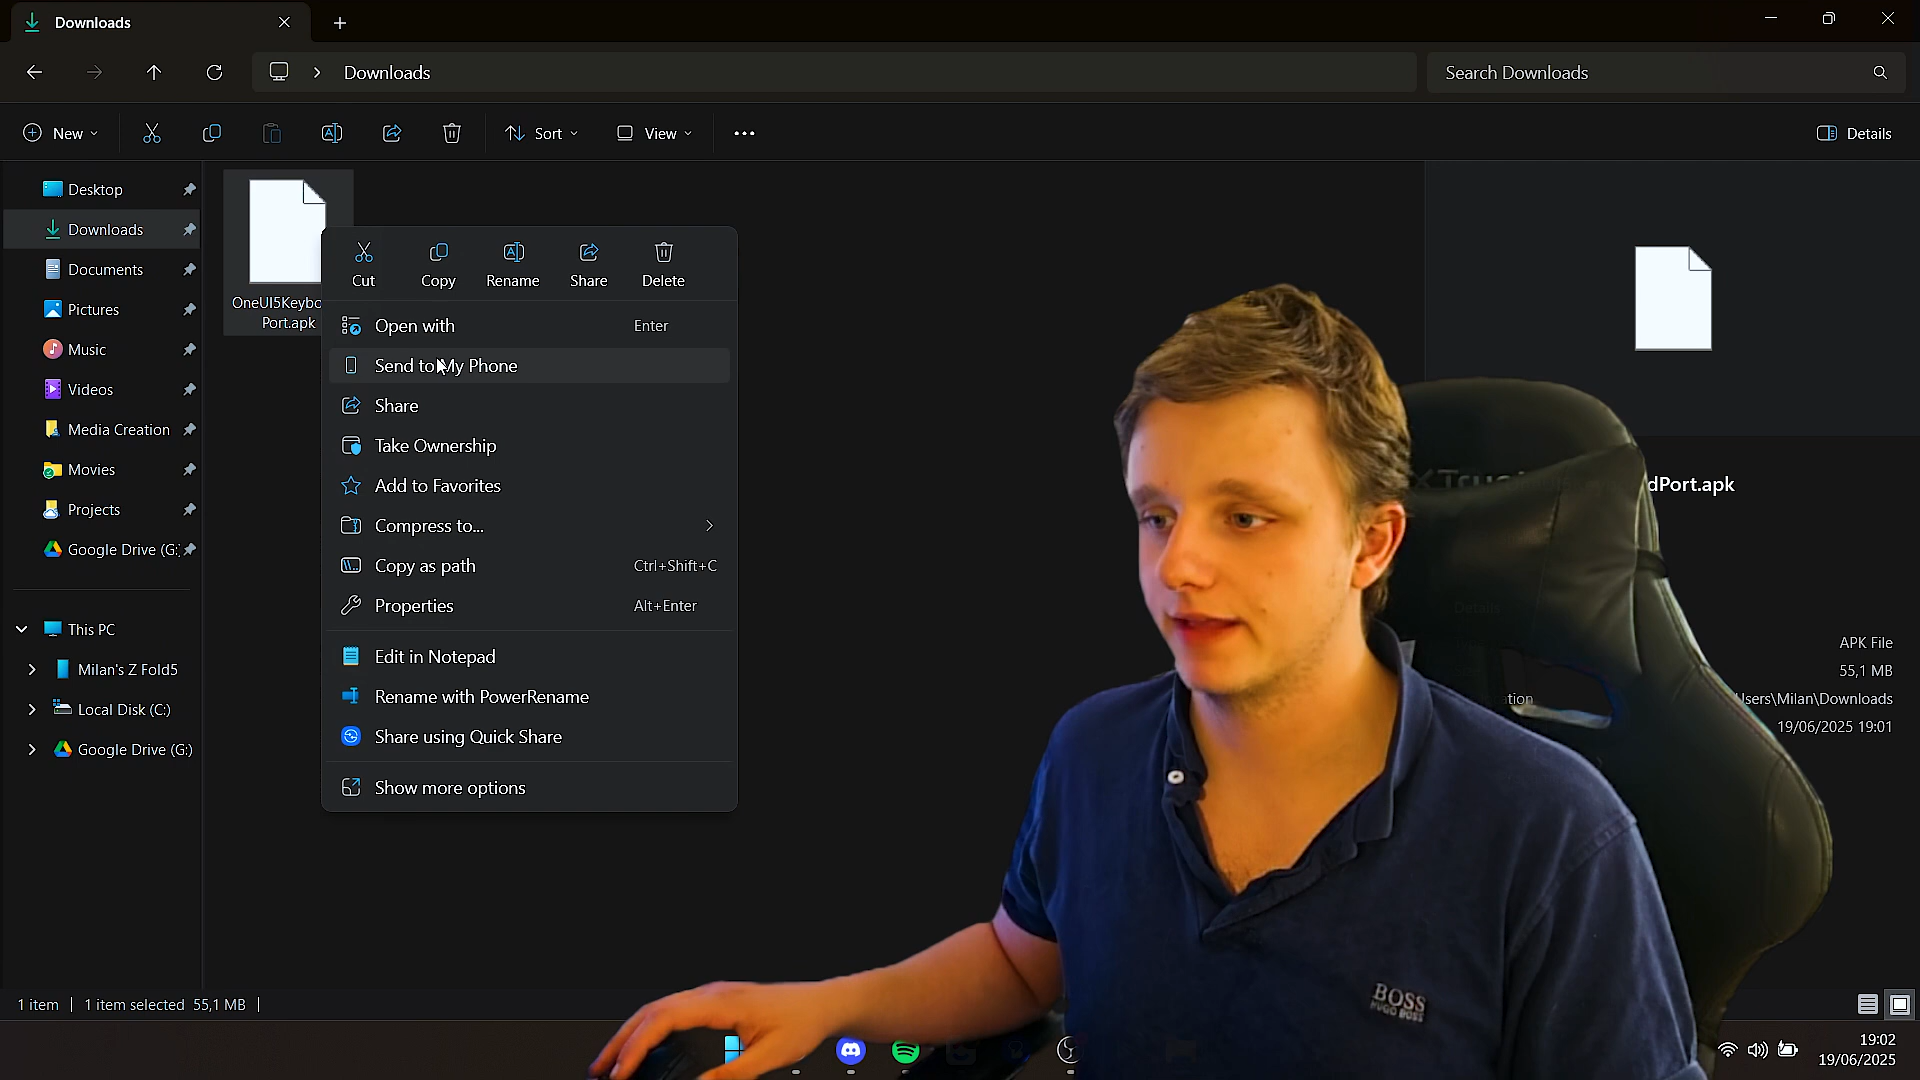 Downloads
Downloads
Search Downloads
New
Sort
View
Details
Desktop
Downloads
Documents
Pictures
Music
Videos
Media Creation
Movies
Projects
Google Drive (G:)
This PC
Milan's Z Fold5
Local Disk (C:)
Google Drive (G:)
OneUI5Keybo
Port.apk
Cut
Copy
Rename
Share
Delete
Open with Enter
Send to My Phone
Share
Take Ownership
Add to Favorites
Compress to...
Copy as path Ctrl+Shift+C
Properties Alt+Enter
Edit in Notepad
Rename with PowerRename
Share using Quick Share
Show more options
dPort.apk
Details
APK File
55,1 MB
tion
Users\Milan\Downloads
19/06/2025 19:01
BOSS
HUGO BOSS
1 item
1 item selected 55,1 MB
19:02
19/06/2025